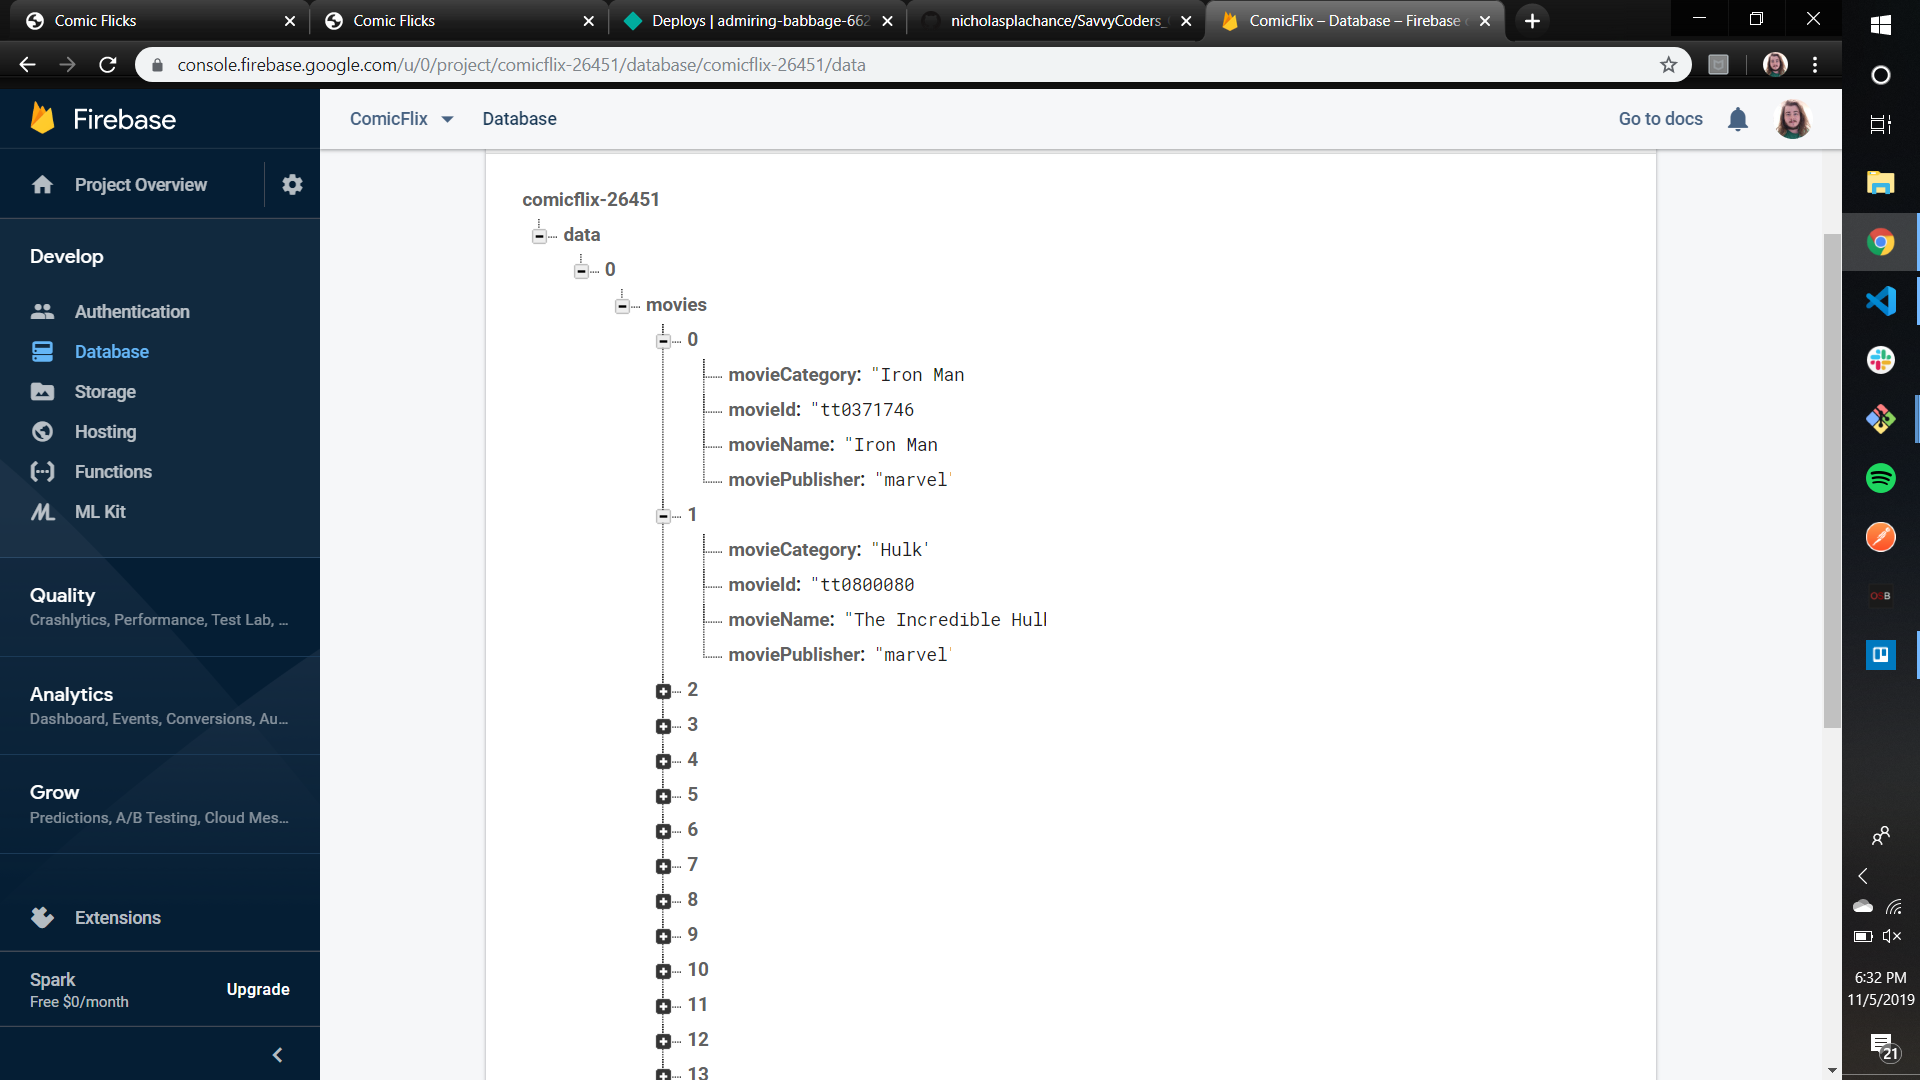 Comic Flicks
Comic Flicks
Deploys | admiring-babbage-662
nicholasplachance/SavvyCoders_
ComicFlix – Database – Firebase
console.firebase.google.com/u/0/project/comicflix-26451/database/comicflix-26451/data
Firebase
ComicFlix
Database
Go to docs
Project Overview
Develop
Authentication
Database
Storage
Hosting
Functions
ML Kit
Quality
Crashlytics, Performance, Test Lab, ...
Analytics
Dashboard, Events, Conversions, Au...
Grow
Predictions, A/B Testing, Cloud Mes...
Extensions
Spark
Free $0/month
Upgrade
comicflix-26451
data
0
movies
0
movieCategory: "Iron Man
movieId: "tt0371746
movieName: "Iron Man
moviePublisher: "marvel'
1
movieCategory: "Hulk'
movieId: "tt0800080
movieName: "The Incredible Hul
moviePublisher: "marvel'
2
3
4
5
6
7
8
9
10
11
12
13
OSB
6:32 PM
11/5/2019
21